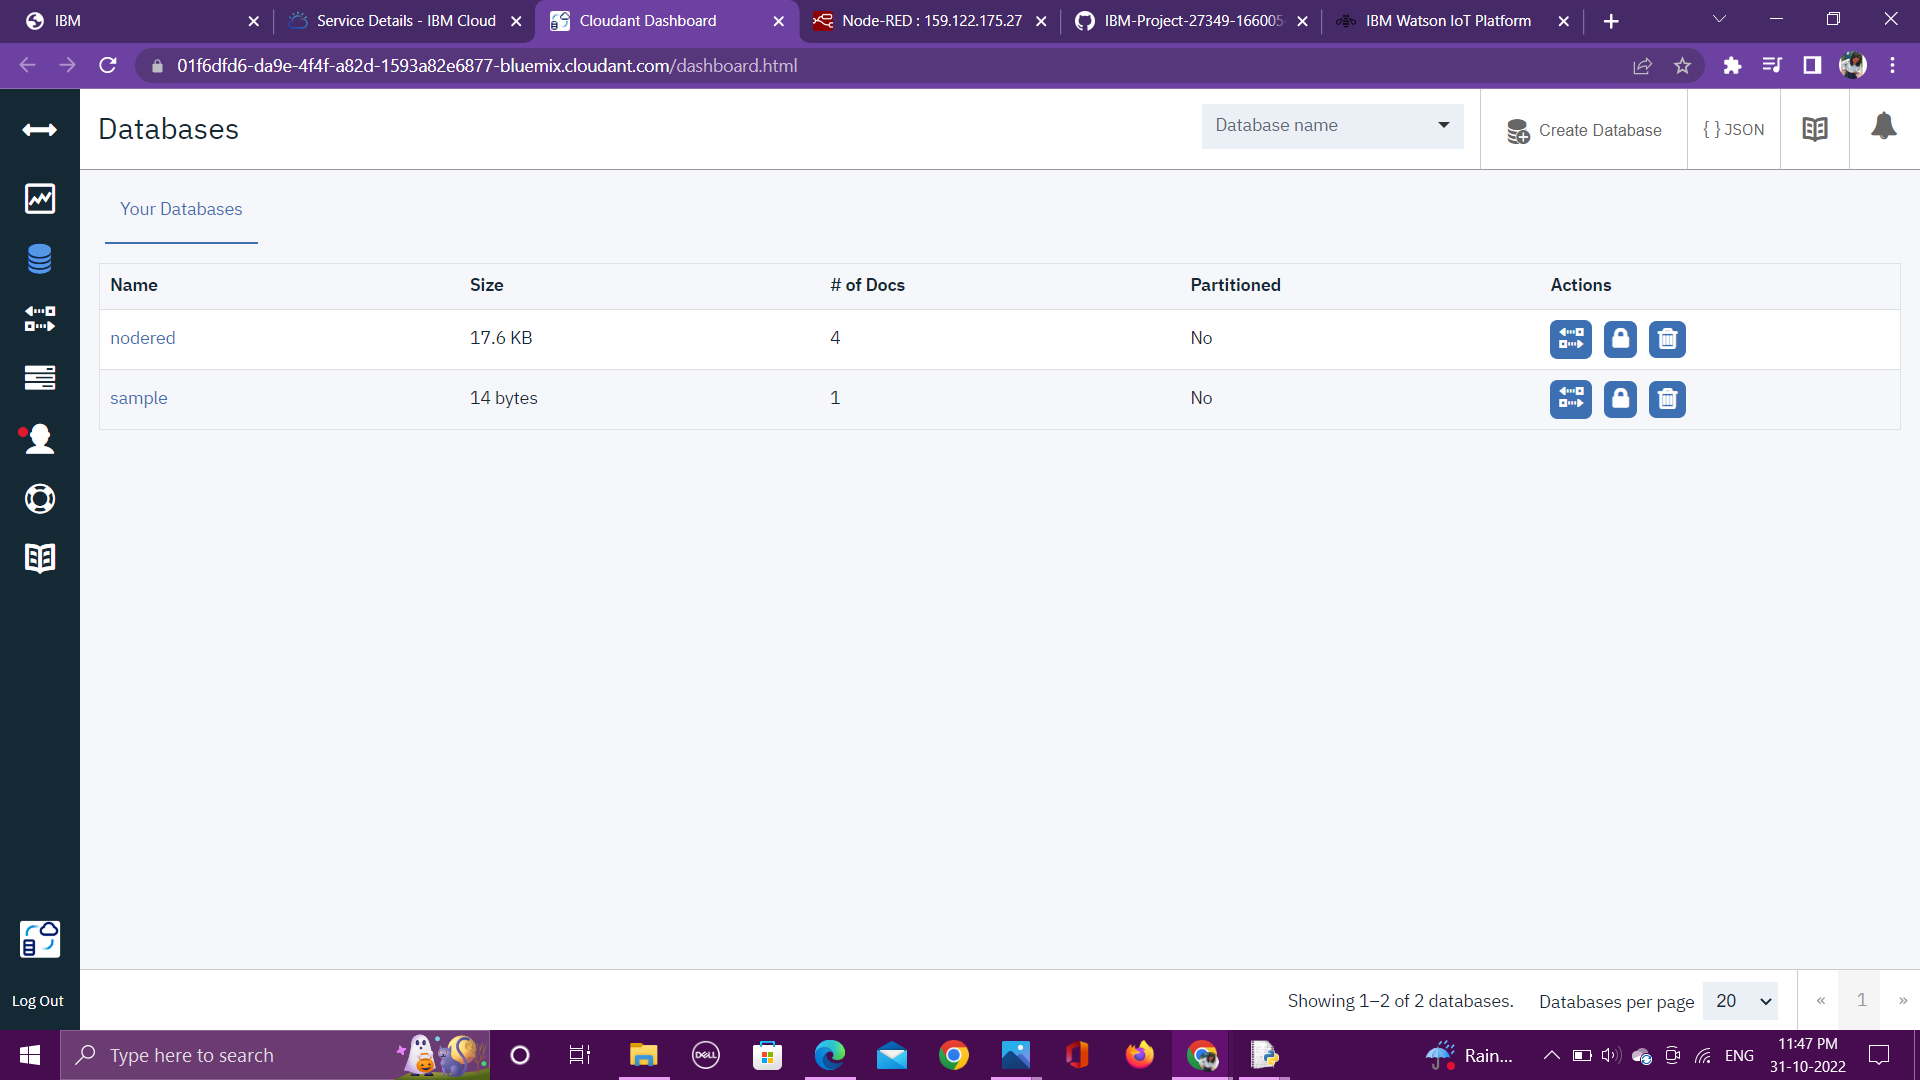 IBM
Service Details - IBM Cloud
Cloudant Dashboard
Node-RED : 159.122.175.27
IBM-Project-27349-166005
IBM Watson IoT Platform
01f6dfd6-da9e-4f4f-a82d-1593a82e6877-bluemix.cloudant.com/dashboard.html
Databases
Database name
Create Database
{ } JSON
Your Databases
Name Size # of Docs Partitioned Actions
nodered 17.6 KB 4 No
sample 14 bytes 1 No
Log Out
Showing 1–2 of 2 databases.
Databases per page 20
« 1 »
Type here to search
DELL
Rain...
ENG
11:47 PM
31-10-2022